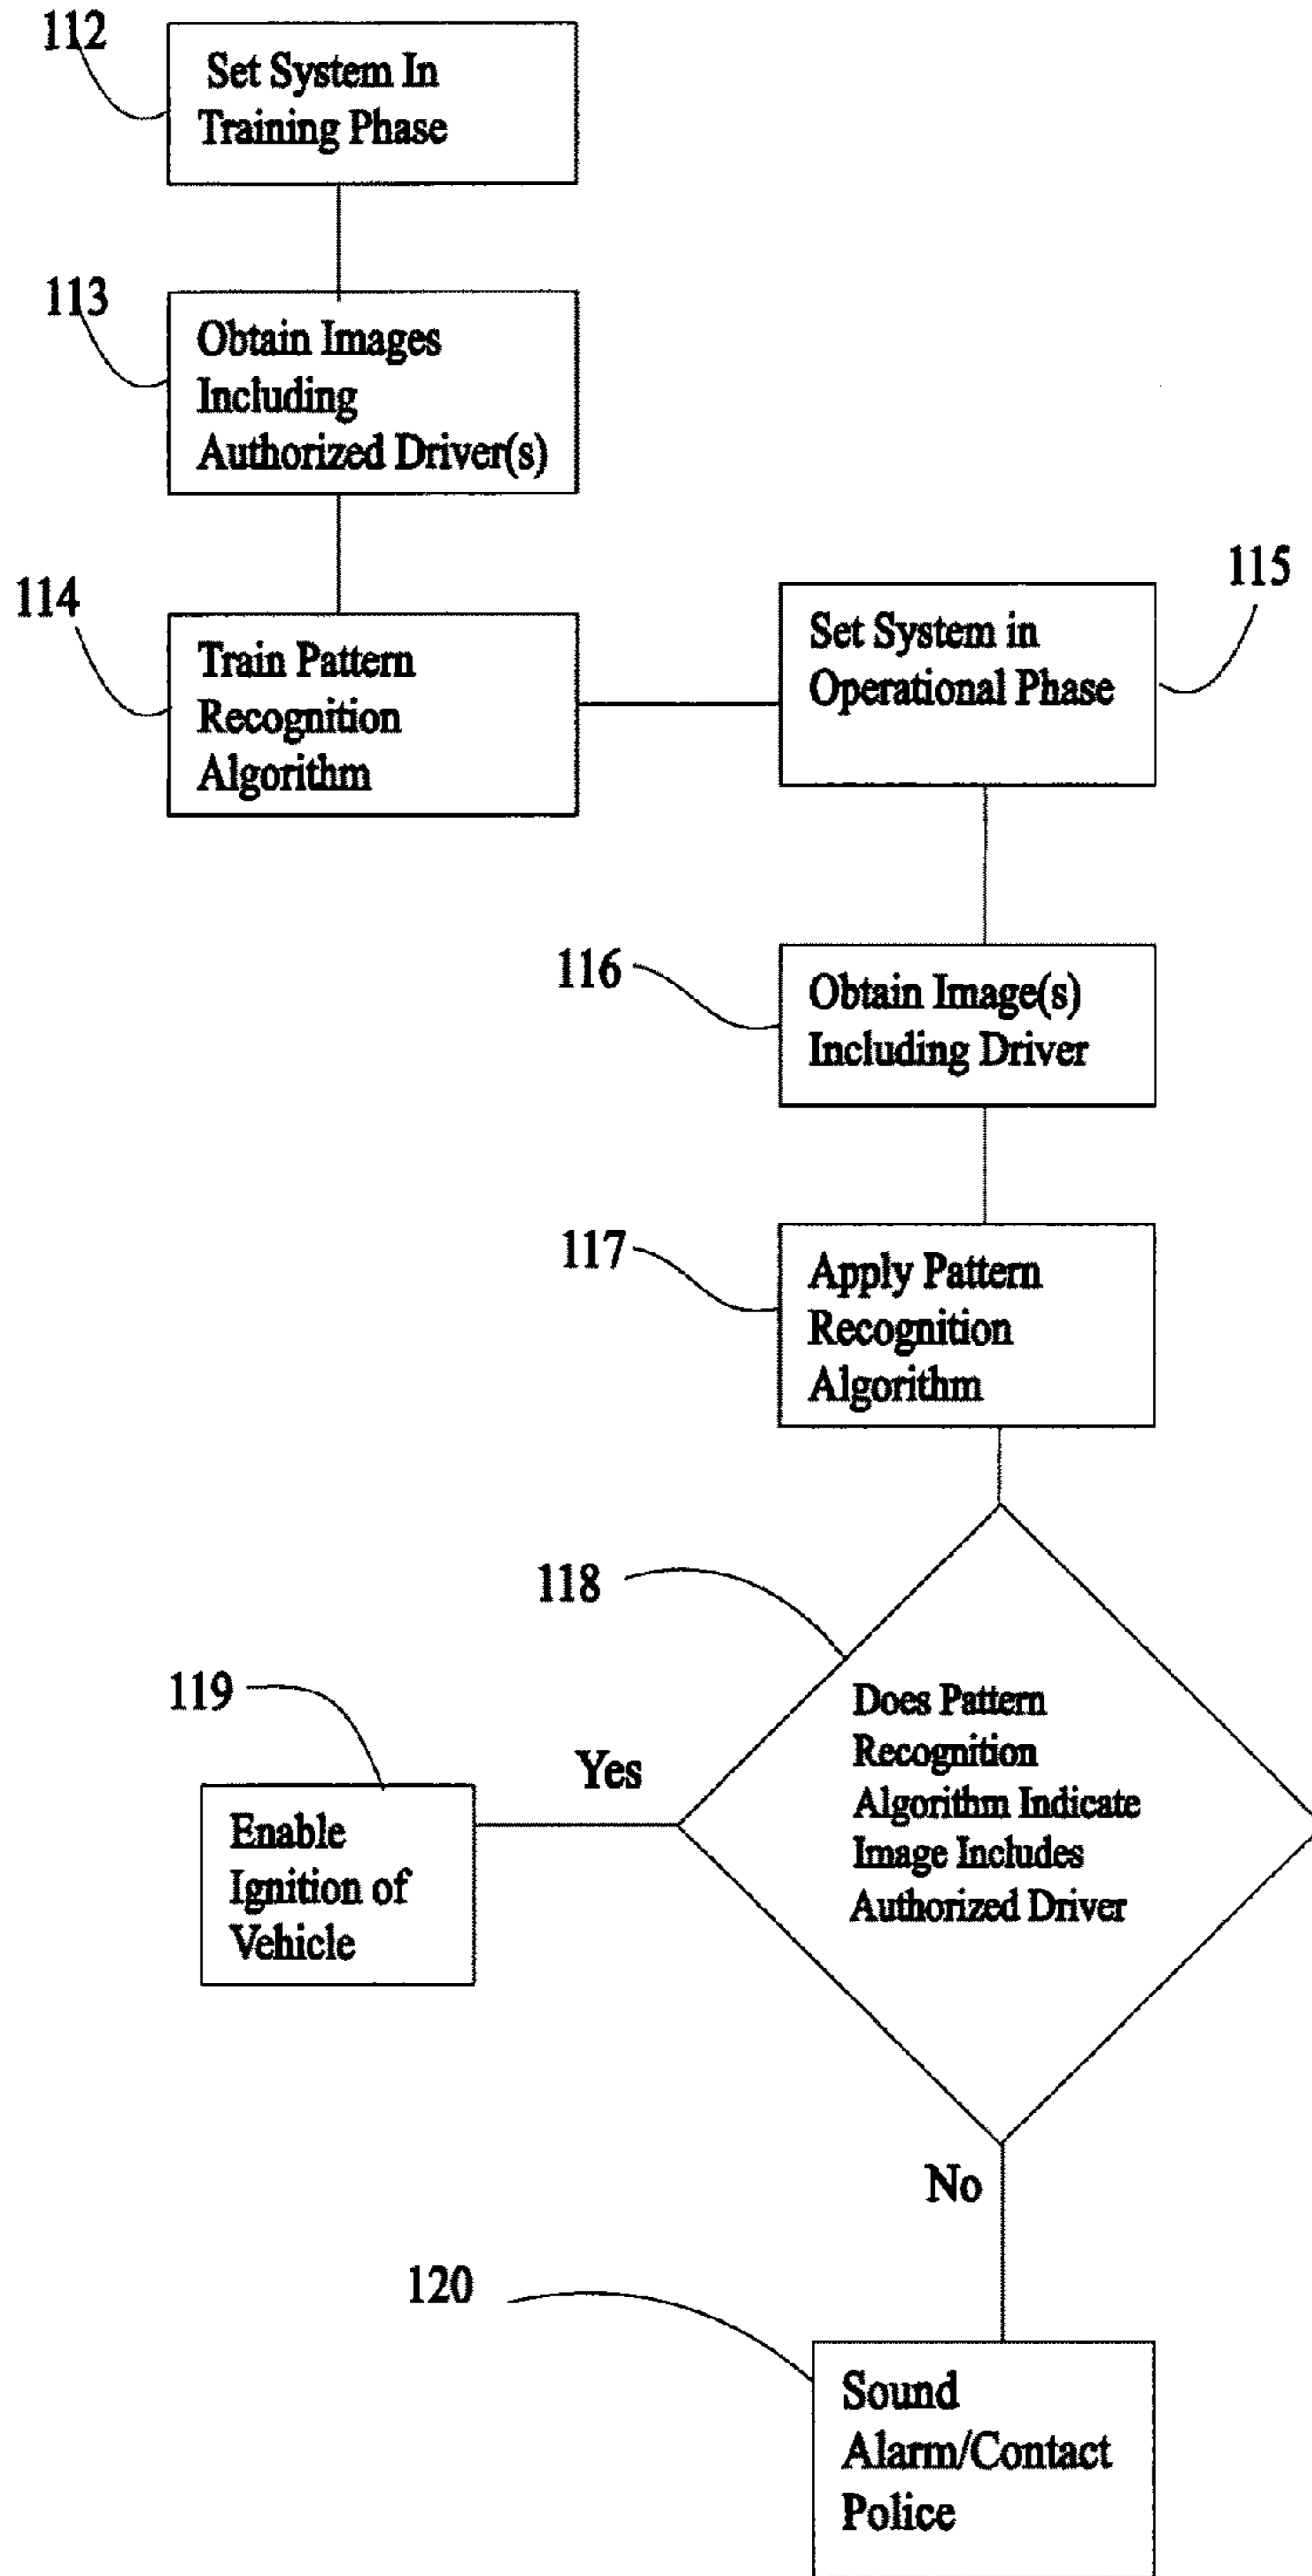 112
Set System In
Training Phase
113
Obtain Images
Including
Authorized Driver(s)
114
Train Pattern
Recognition
Algorithm
115
Set System in
Operational Phase
116
Obtain Image(s)
Including Driver
117
Apply Pattern
Recognition
Algorithm
118
Does Pattern
Recognition
Algorithm Indicate
Image Includes
Authorized Driver
Yes
119
Enable
Ignition of
Vehicle
No
120
Sound
Alarm/Contact
Police